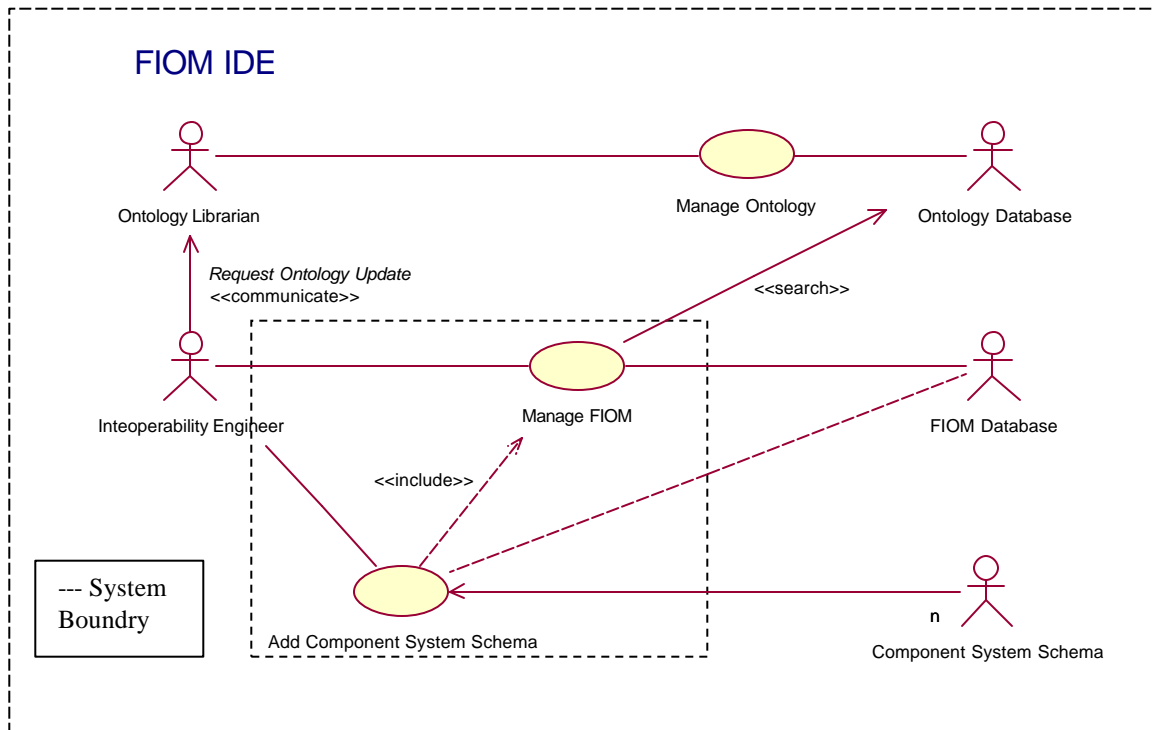 FIOM IDE
Ontology Librarian
Manage Ontology
Ontology Database
Request Ontology Update
<<communicate>>
<<search>>
Inteoperability Engineer
Manage FIOM
FIOM Database
<<include>>
--- System
Boundry
Add Component System Schema
n
Component System Schema